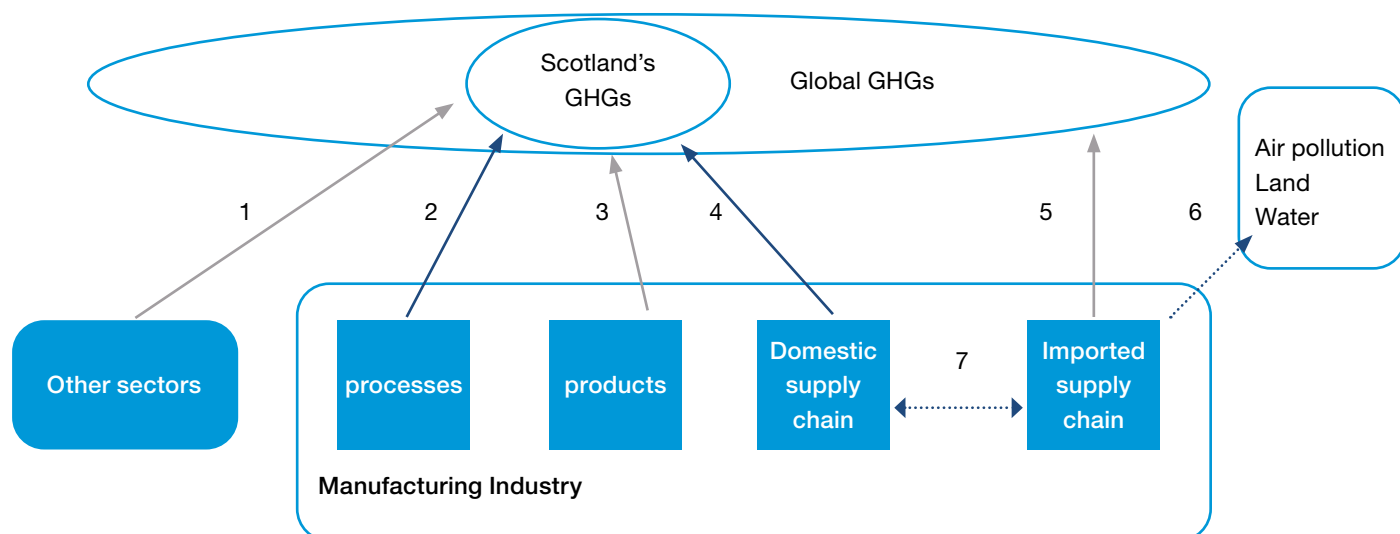 Scotland's
GHGs
Global GHGs
Air pollution
Land
Water
1
2
3
4
5
6
Other sectors
processes
products
Domestic
supply
chain
7
Imported
supply
chain
Manufacturing Industry